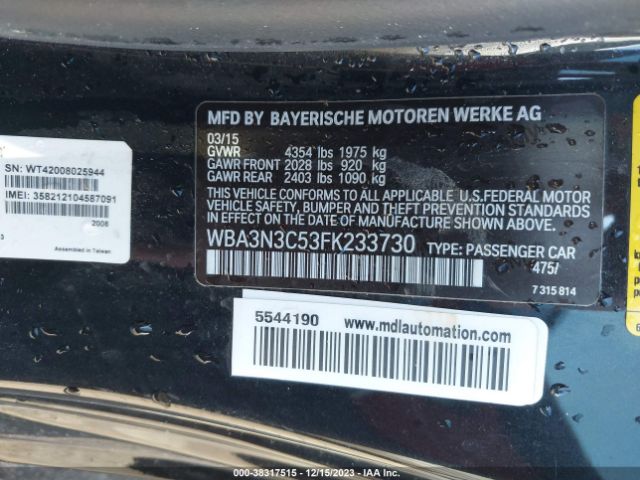 MFD BY BAYERISCHE MOTOREN WERKE AG
03/15
GVWR 4354 lbs 1975 kg
GAWR FRONT 2028 lbs 920 kg
GAWR REAR 2403 lbs 1090 kg
THIS VEHICLE CONFORMS TO ALL APPLICABLE U.S.FEDERAL MOTOR
VEHICLE SAFETY, BUMPER AND THEFT PREVENTION STANDARDS IN
EFFECT ON THE DATE OF MANUFACTURE SHOWN ABOVE.
WBA3N3C53FK233730 TYPE: PASSENGER CAR
475/
7 315 814
SN: WT42008025944
IMEI: 358212104587091
2008
Assembled in Taiwan
5544190 www.mdlautomation.com
000-38317515 - 12/15/2023 - IAA Inc.